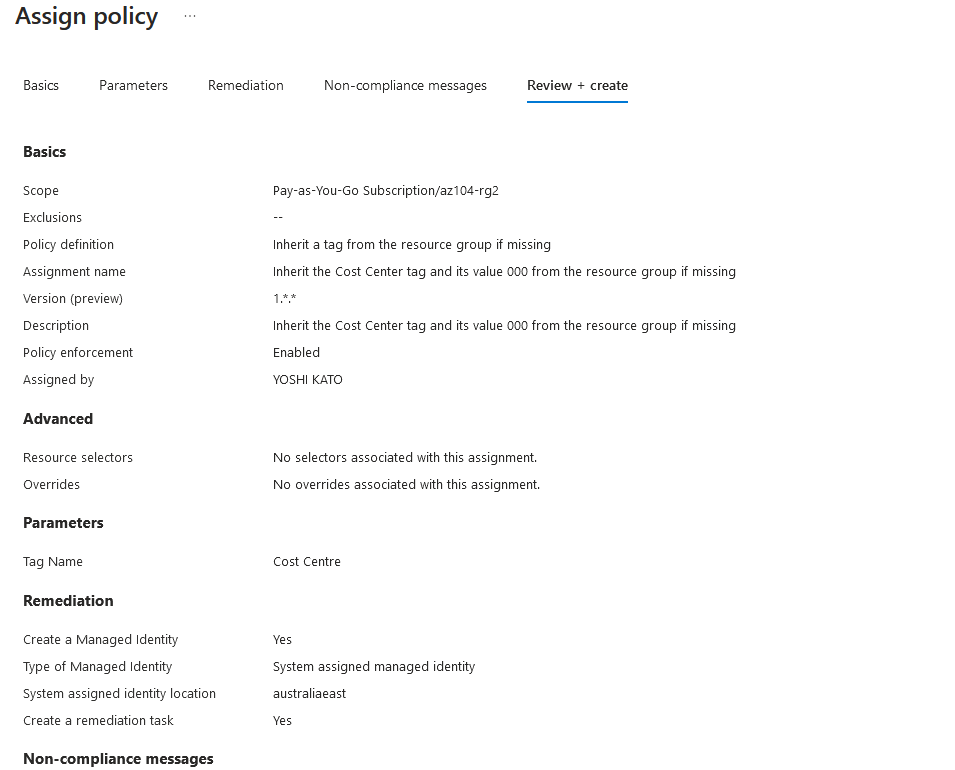 Assign policy ...
Basics Parameters Remediation Non-compliance messages Review + create
Basics
Scope Pay-as-You-Go Subscription/az104-rg2
Exclusions --
Policy definition Inherit a tag from the resource group if missing
Assignment name Inherit the Cost Center tag and its value 000 from the resource group if missing
Version (preview) 1.*.*
Description Inherit the Cost Center tag and its value 000 from the resource group if missing
Policy enforcement Enabled
Assigned by YOSHI KATO
Advanced
Resource selectors No selectors associated with this assignment.
Overrides No overrides associated with this assignment.
Parameters
Tag Name Cost Centre
Remediation
Create a Managed Identity Yes
Type of Managed Identity System assigned managed identity
System assigned identity location australiaeast
Create a remediation task Yes
Non-compliance messages